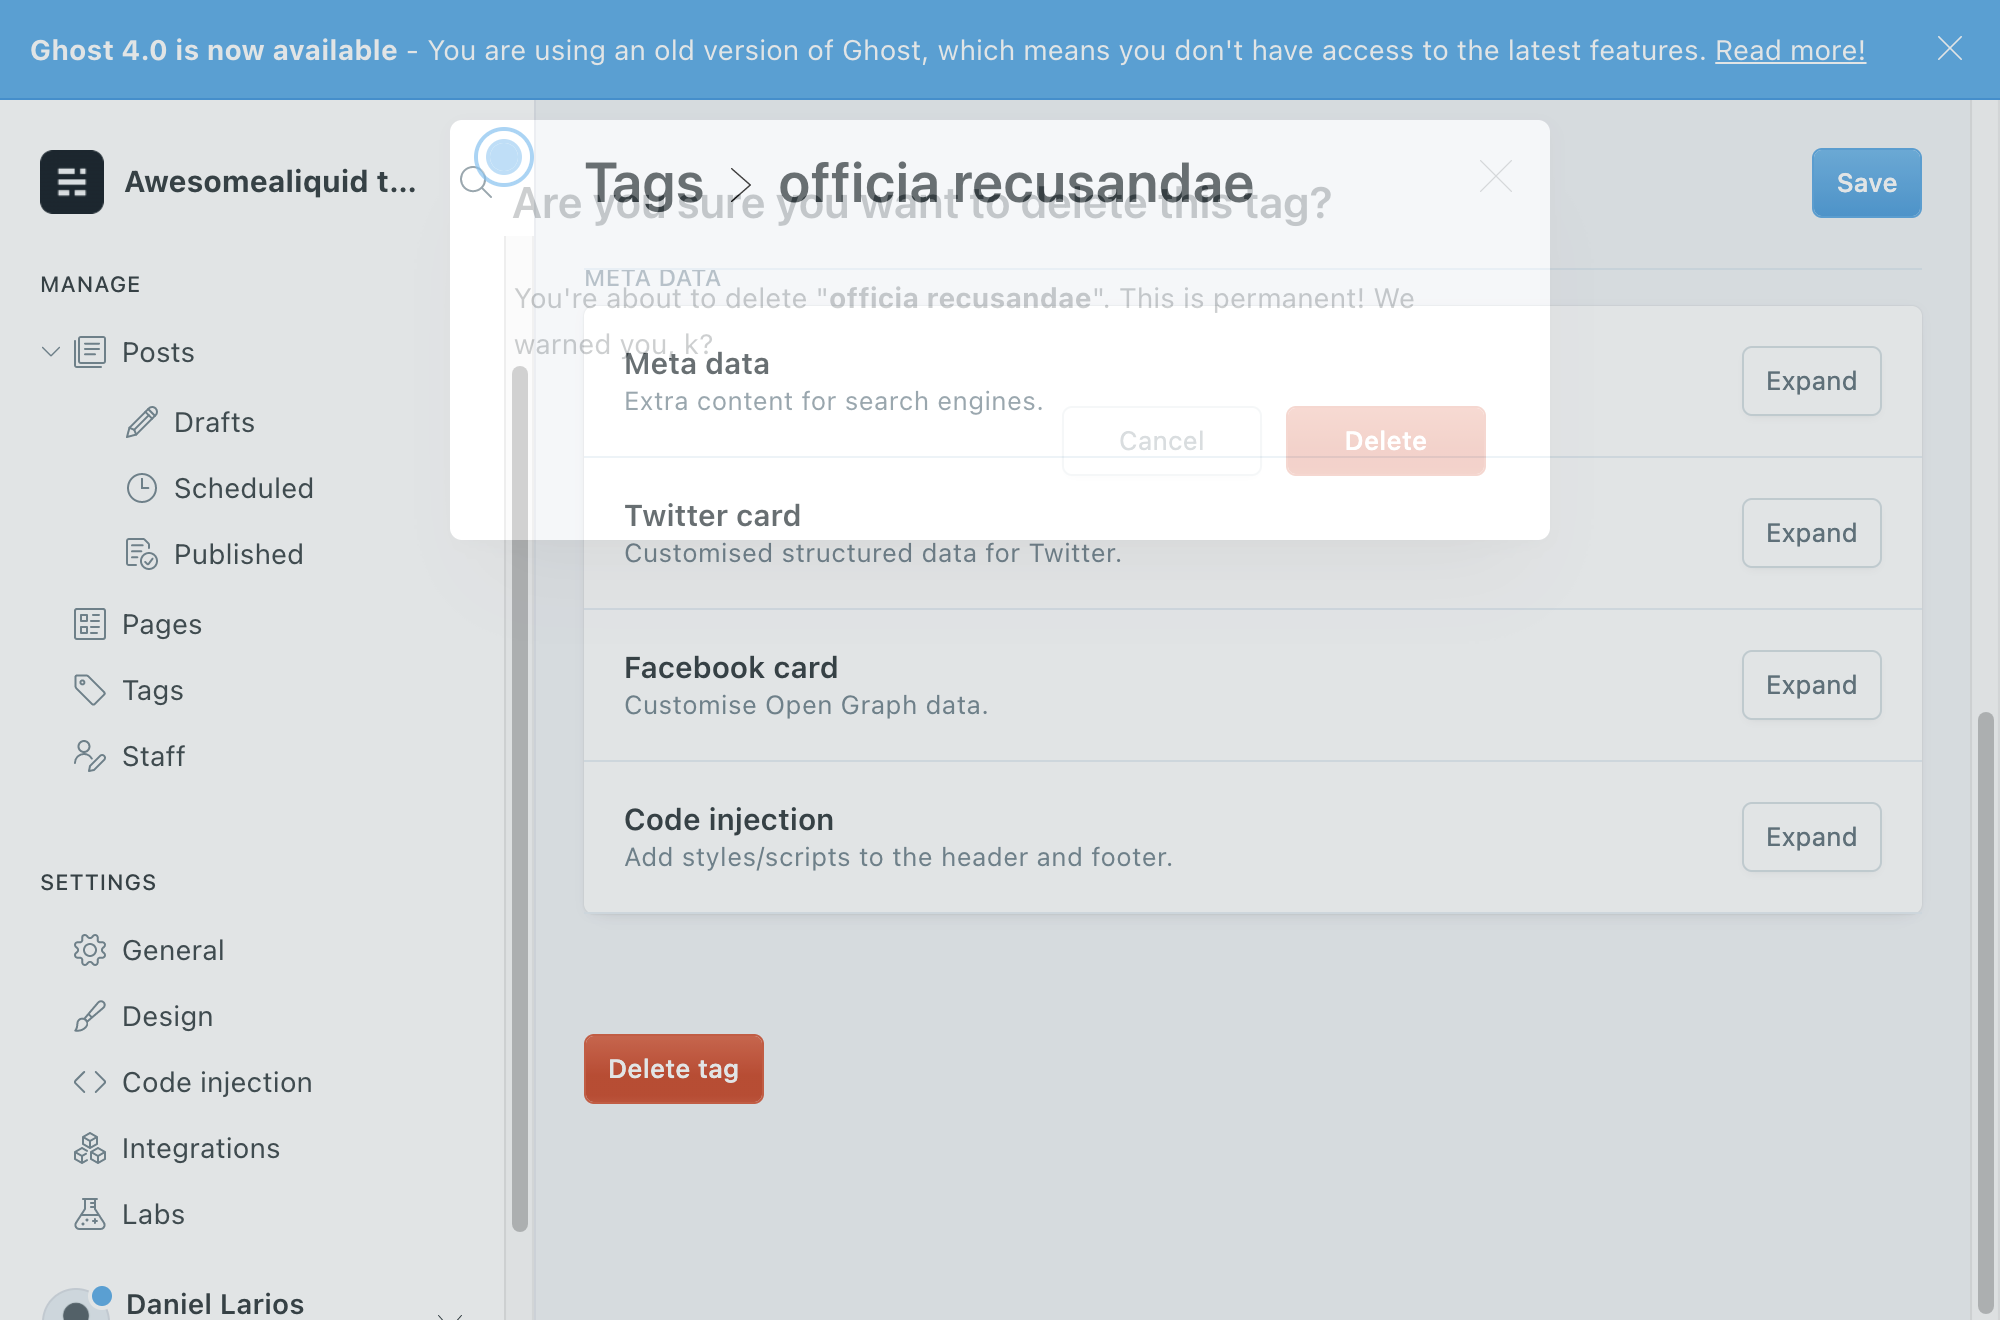 Ghost 4.0 is now available - You are using an old version of Ghost, which means you don't have access to the latest features. Read more!
Awesomealiquid t...
MANAGE
Posts
Drafts
Scheduled
Published
Pages
Tags
Staff
SETTINGS
General
Design
Code injection
Integrations
Labs
Daniel Larios
Tags > officia recusandae
Save
Are you sure you want to delete this tag?
You're about to delete "officia recusandae". This is permanent! We
warned you, k?
Cancel
Delete
META DATA
Meta data
Extra content for search engines.
Expand
Twitter card
Customised structured data for Twitter.
Expand
Facebook card
Customise Open Graph data.
Expand
Code injection
Add styles/scripts to the header and footer.
Expand
Delete tag